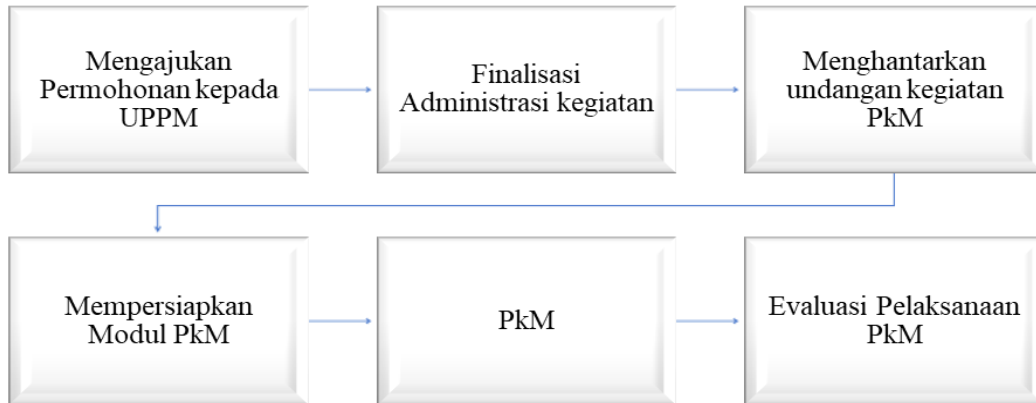 Mengajukan
Permohonan kepada
UPPM
Finalisasi
Administrasi kegiatan
Menghantarkan
undangan kegiatan
PkM
Mempersiapkan
Modul PkM
PkM
Evaluasi Pelaksanaan
PkM